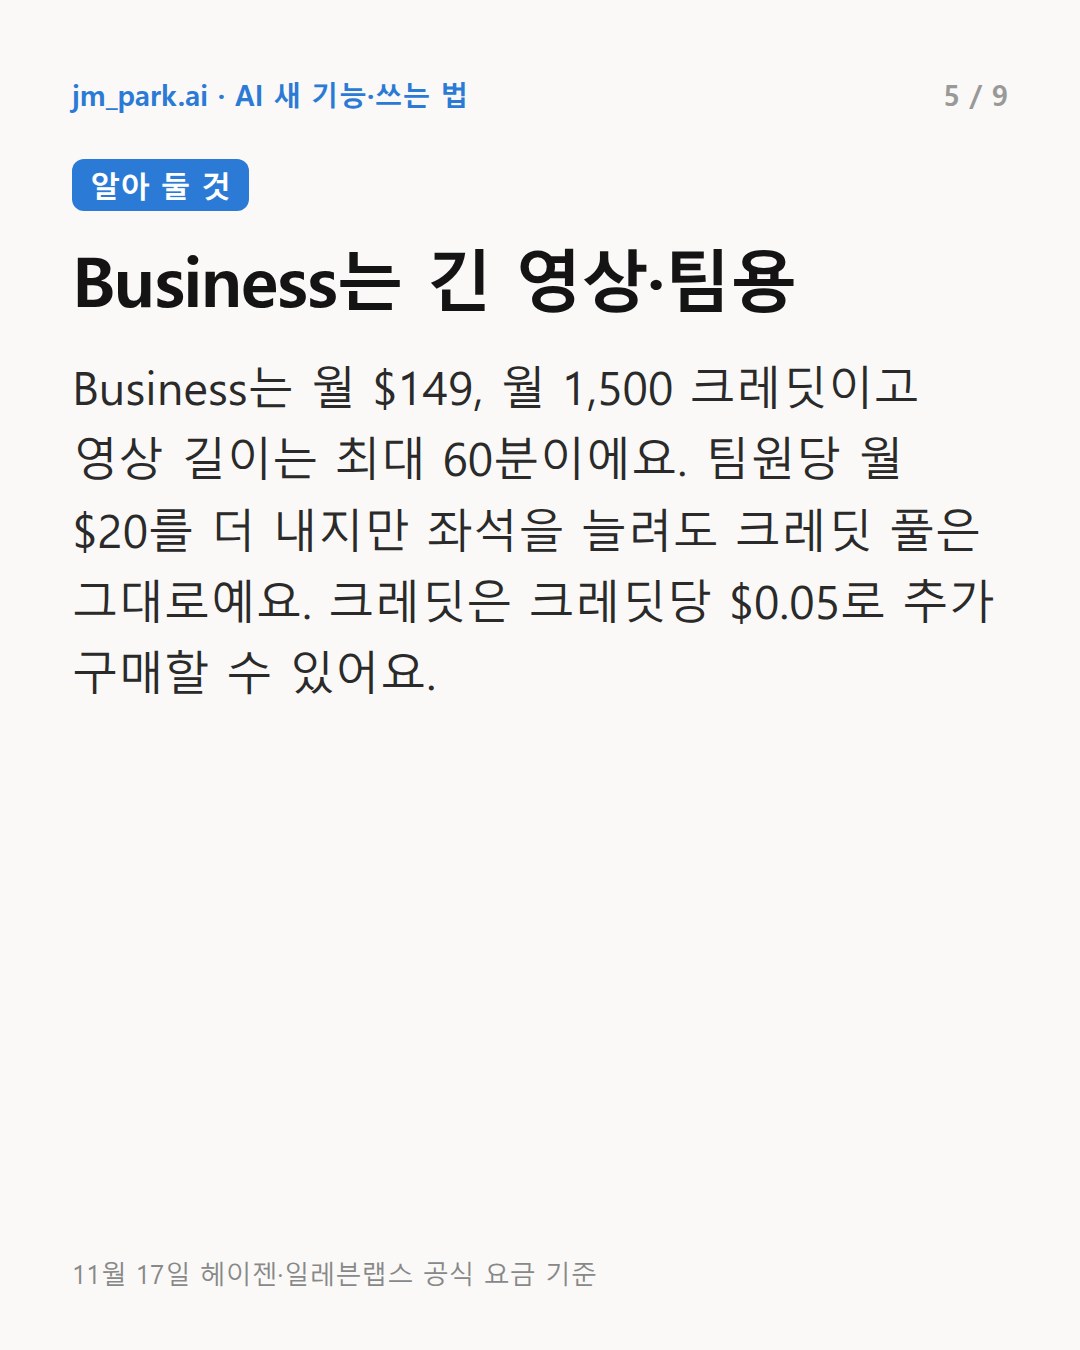 jm_park.ai · AI 새 기능·쓰는 법
5 / 9
알아 둘 것
Business는 긴 영상·팀용
Business는 월 $149, 월 1,500 크레딧이고
영상 길이는 최대 60분이에요. 팀원당 월
$20를 더 내지만 좌석을 늘려도 크레딧 풀은
그대로예요. 크레딧은 크레딧당 $0.05로 추가
구매할 수 있어요.
11월 17일 헤이젠·일레븐랩스 공식 요금 기준